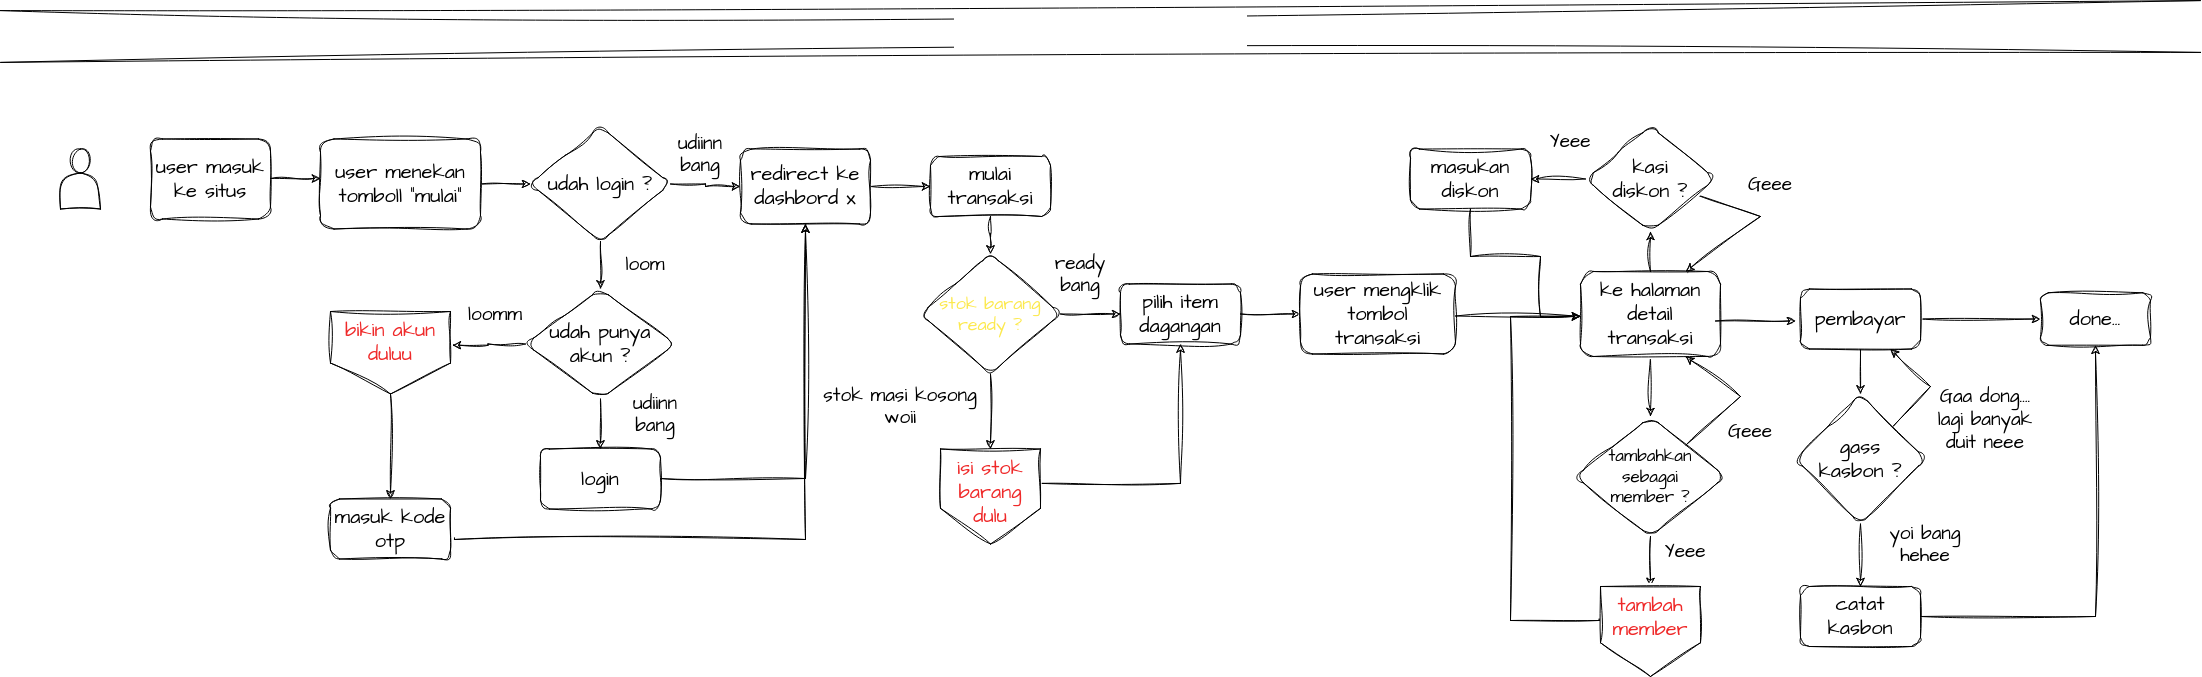 user masuk
ke situs
user menekan
tomboll "mulai"
udah login ?
udiinn
bang
redirect ke
dashbord x
mulai
transaksi
loom
udah punya
akun ?
loomm
bikin akun
duluu
udiinn
bang
login
masuk kode
otp
stok barang
ready ?
ready
bang
stok masi kosong
woii
isi stok
barang
dulu
pilih item
dagangan
user mengklik
tombol
transaksi
ke halaman
detail
transaksi
kasi
diskon ?
Yeee
masukan
diskon
Geee
tambahkan
sebagai
member ?
Geee
Yeee
tambah
member
pembayar
done...
gass
kasbon ?
Gaa dong....
lagi banyak
duit neee
yoi bang
hehee
catat
kasbon